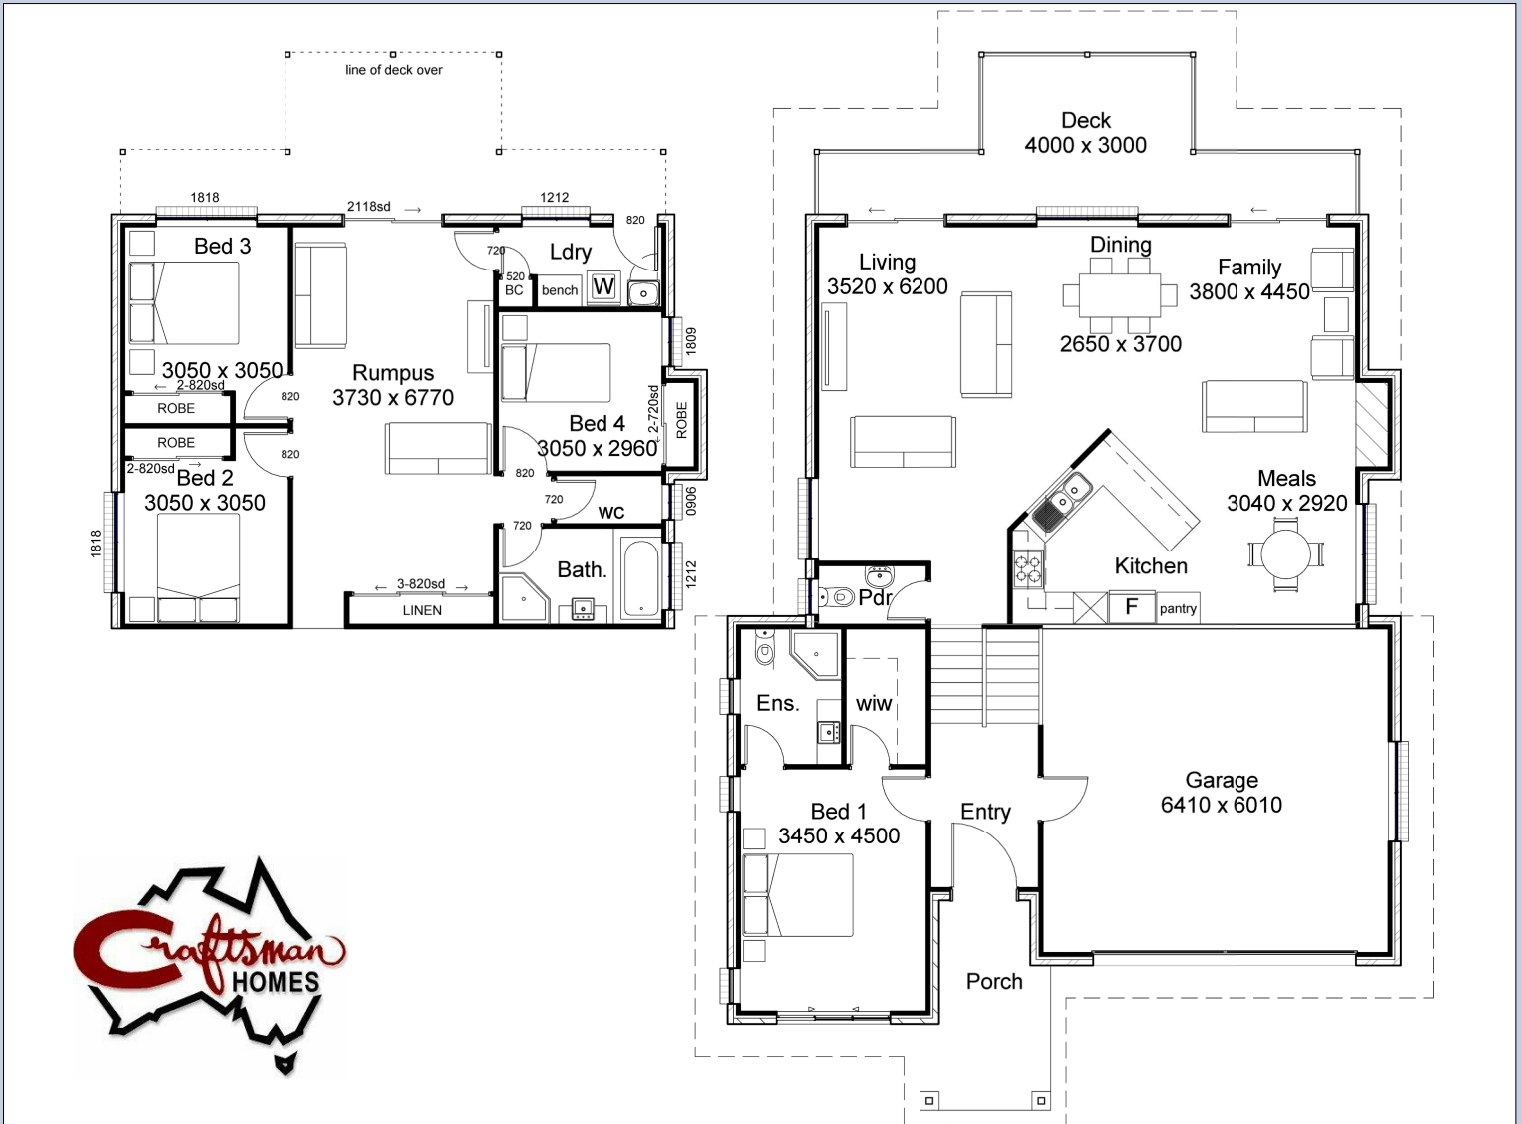 line of deck over
1818
2118sd
1212
820
Bed 3
720
Ldry
520
BC
bench
W
1809
3050 x 3050
2-820sd
ROBE
820
Rumpus
3730 x 6770
2-720sd
ROBE
Bed 4
3050 x 2960
ROBE
2-820sd
820
Bed 2
3050 x 3050
820
720
WC
0906
720
1818
Bath.
1212
3-820sd
LINEN
Deck
4000 x 3000
Living
3520 x 6200
Dining
2650 x 3700
Family
3800 x 4450
Meals
3040 x 2920
Kitchen
F
pantry
Pdr
Ens.
wiw
Bed 1
3450 x 4500
Entry
Garage
6410 x 6010
Porch
Craftsman
HOMES